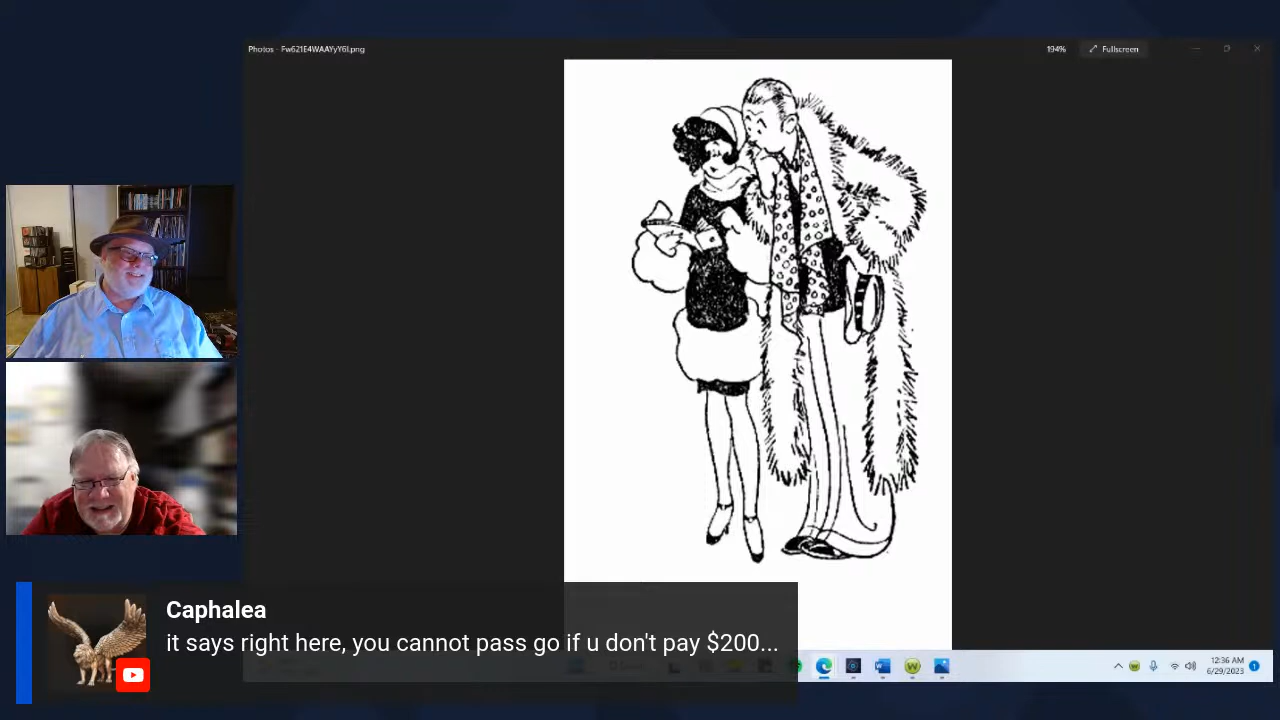 Photos - Fw621E4WAAYyY6l.png
194%
Fullscreen
Caphalea
it says right here, you cannot pass go if u don't pay $200...
12:36 AM
6/29/2023